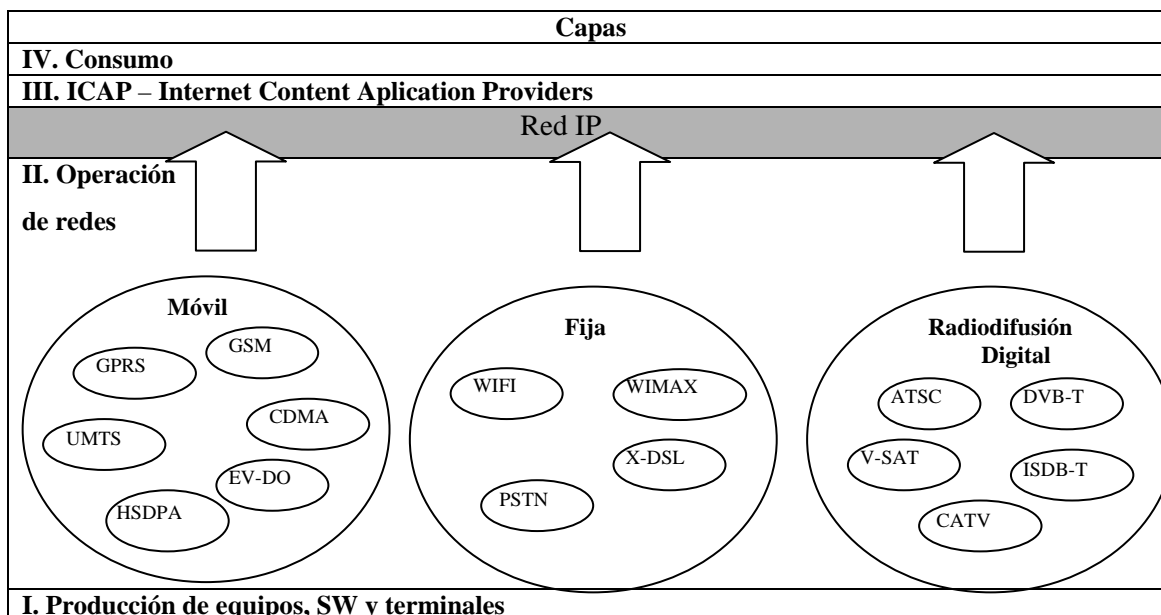 Capas
IV. Consumo
III. ICAP – Internet Content Aplication Providers
Red IP
II. Operación
de redes
Móvil
GPRS
GSM
UMTS
CDMA
EV-DO
HSDPA
Fija
WIFI
WIMAX
X-DSL
PSTN
Radiodifusión
Digital
ATSC
DVB-T
V-SAT
ISDB-T
CATV
I. Producción de equipos, SW y terminales